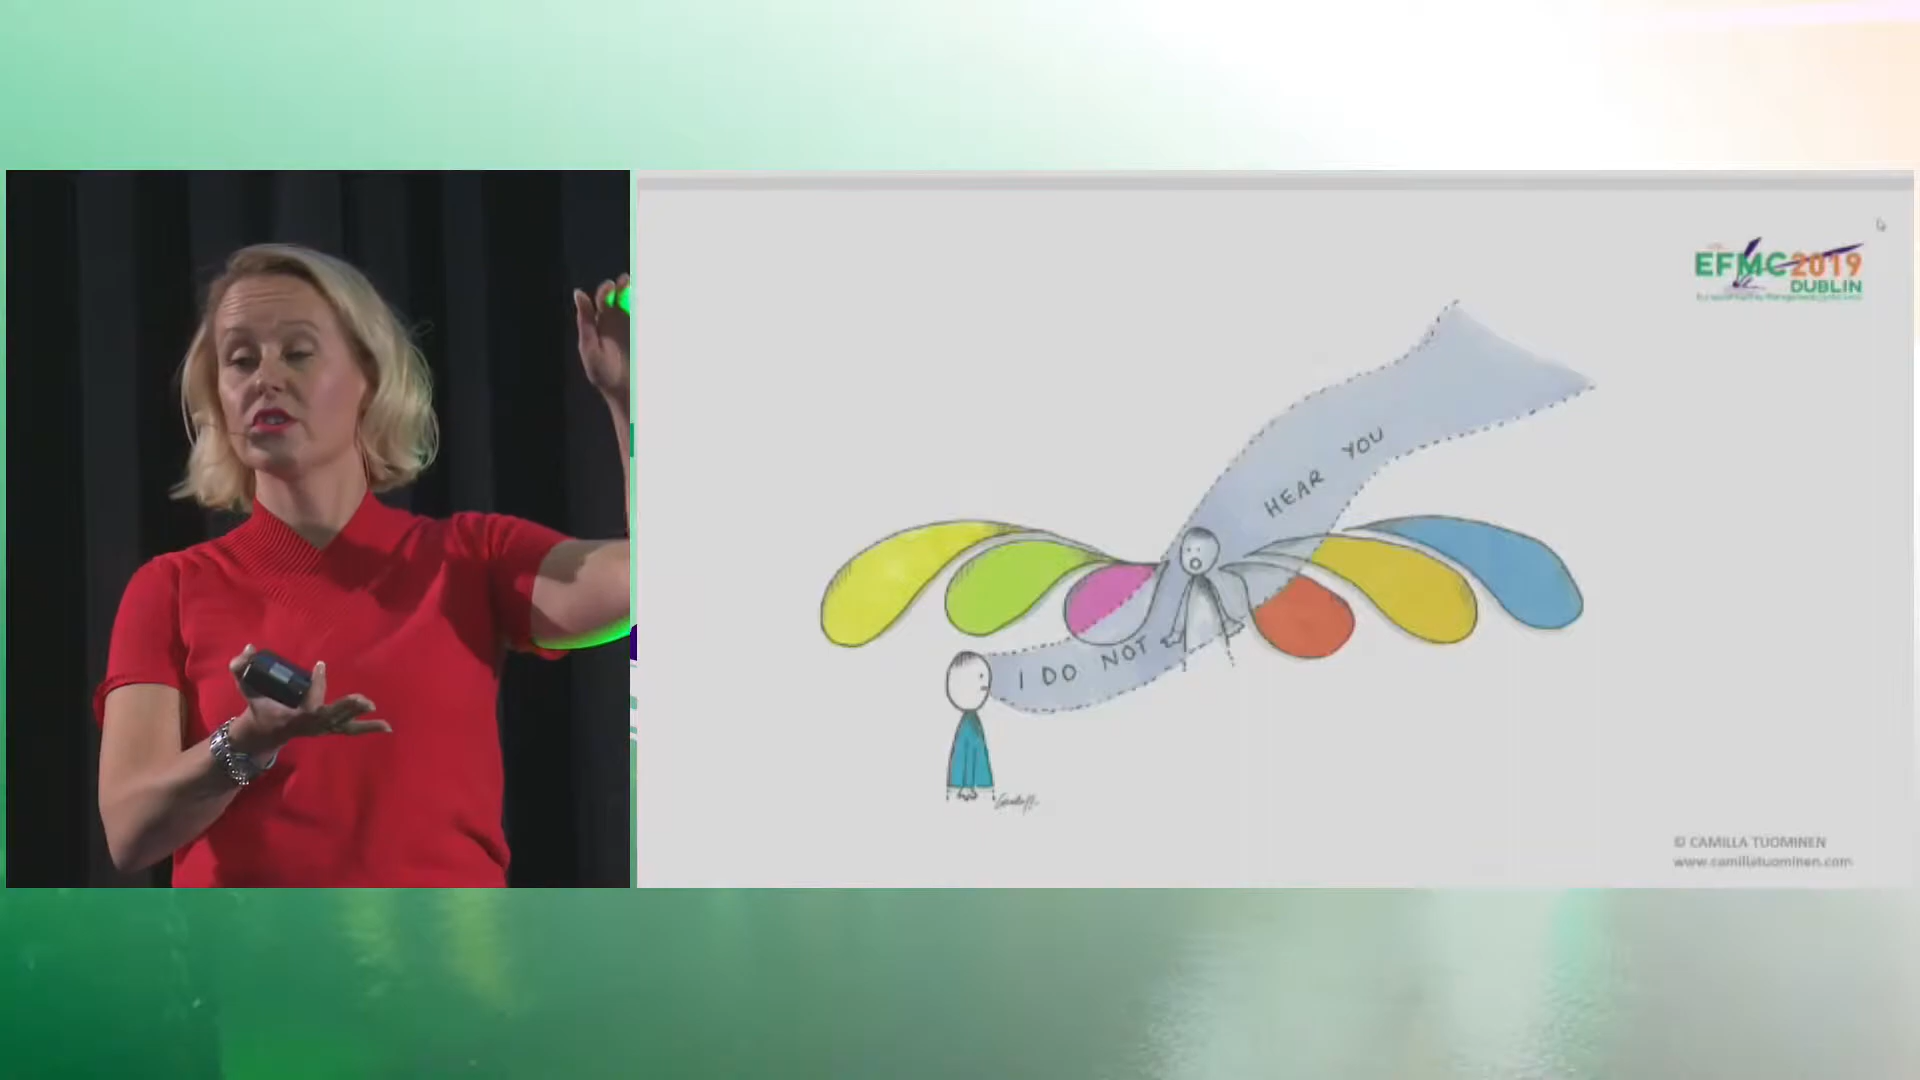 EFMC2019
DUBLIN
HEAR YOU
I DO NOT
© CAMILLA TUOMINEN
www.camillatuominen.com